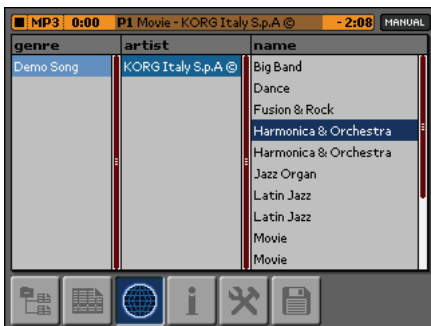 MP3 0:00 P1 Movie - KORG Italy S.p.A © - 2:08 MANUAL
genre artist name
Demo Song KORG Italy S.p.A © Big Band
Dance
Fusion & Rock
Harmonica & Orchestra
Harmonica & Orchestra
Jazz Organ
Latin Jazz
Latin Jazz
Movie
Movie